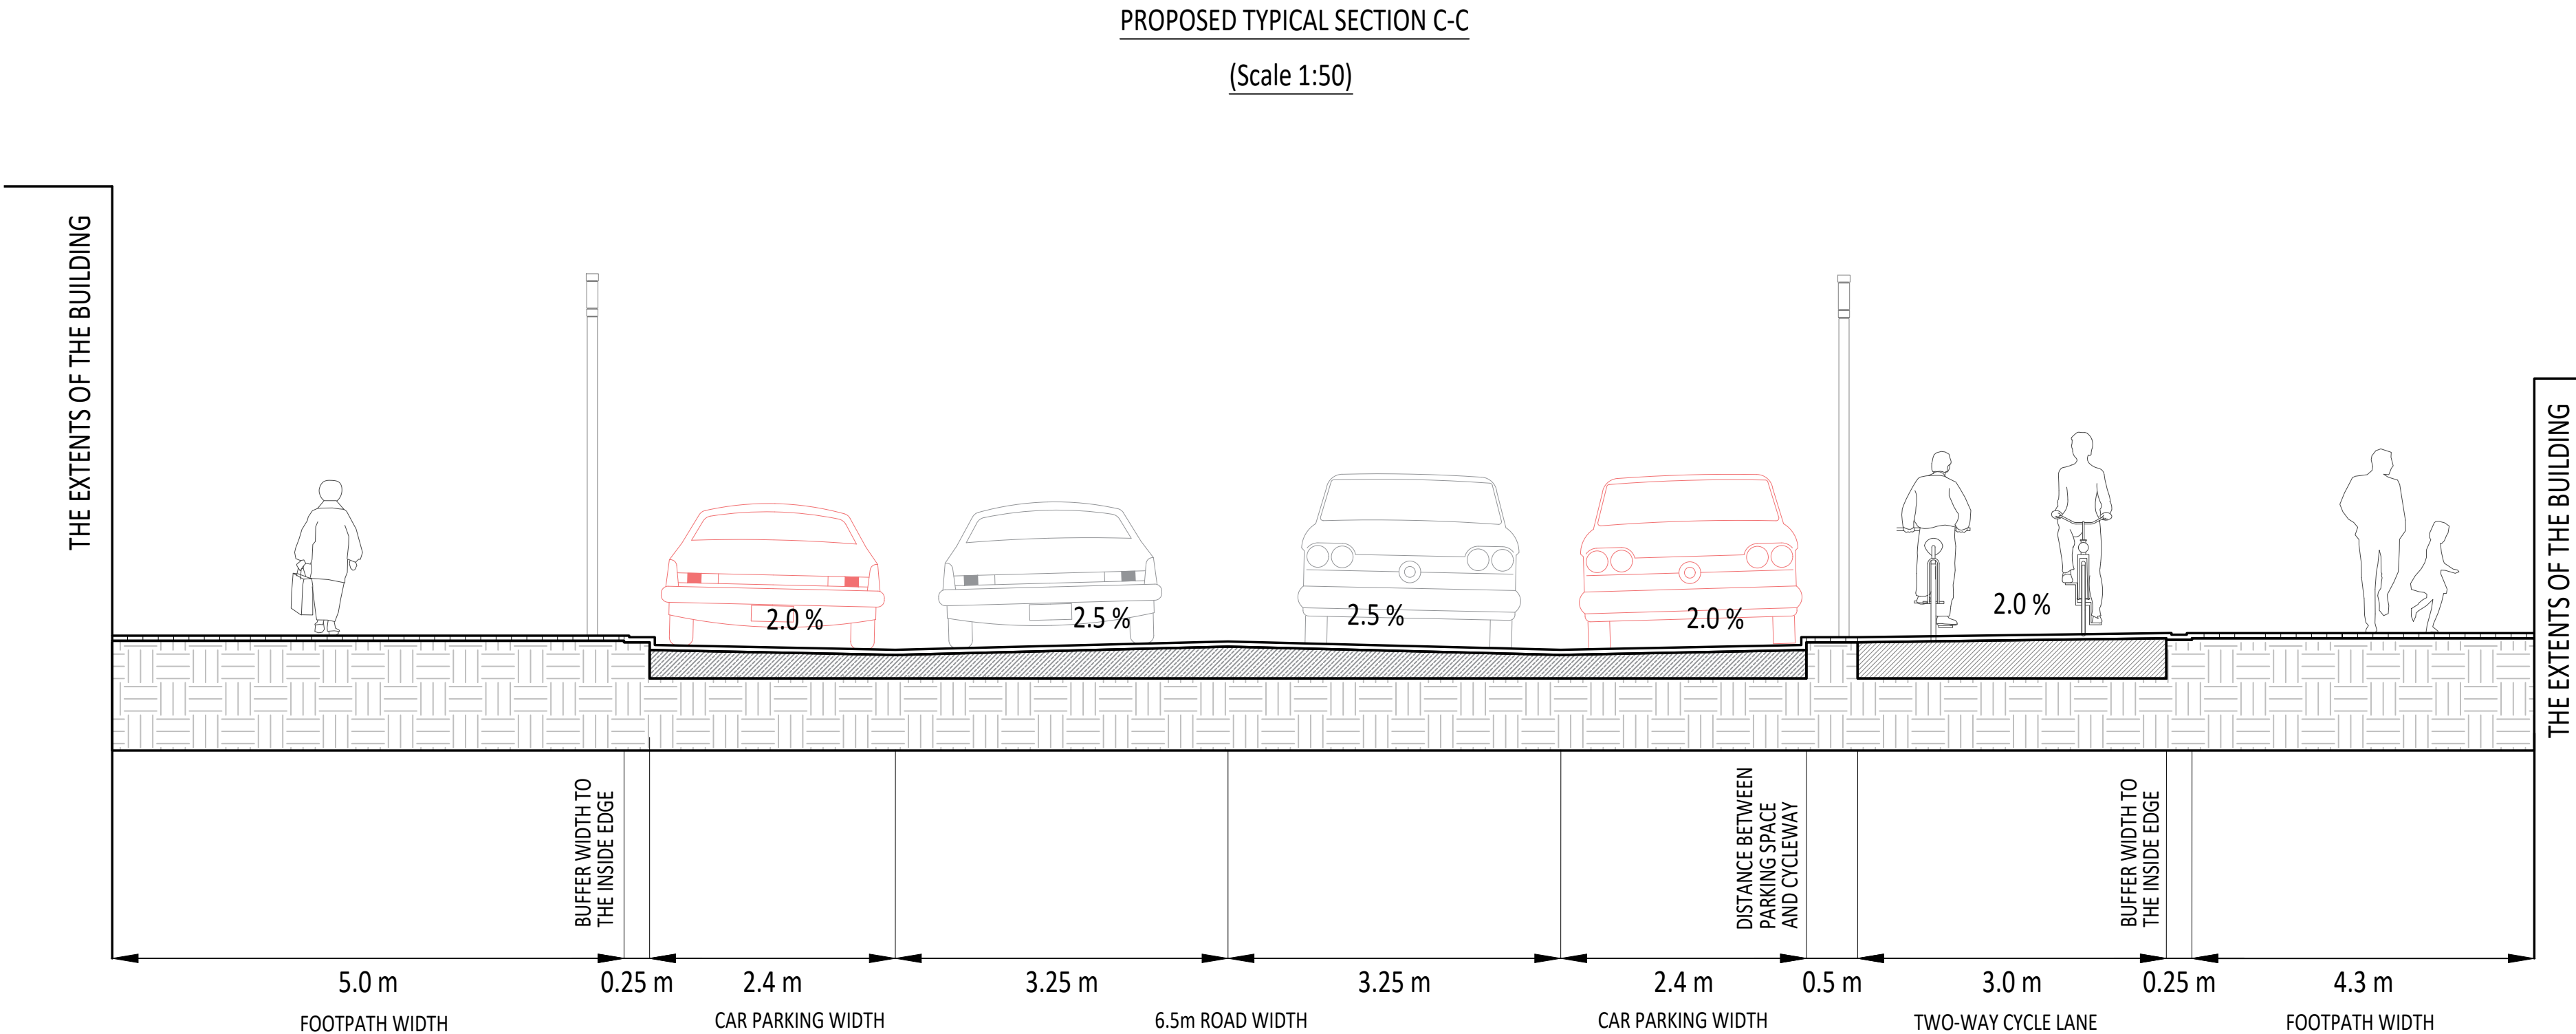 PROPOSED TYPICAL SECTION C-C
(Scale 1:50)
THE EXTENTS OF THE BUILDING
THE EXTENTS OF THE BUILDING
2.0 %
2.5 %
2.5 %
2.0 %
2.0 %
BUFFER WIDTH TO
THE INSIDE EDGE
DISTANCE BETWEEN
PARKING SPACE
AND CYCLEWAY
BUFFER WIDTH TO
THE INSIDE EDGE
5.0 m
0.25 m
2.4 m
3.25 m
3.25 m
2.4 m
0.5 m
3.0 m
0.25 m
4.3 m
FOOTPATH WIDTH
CAR PARKING WIDTH
6.5m ROAD WIDTH
CAR PARKING WIDTH
TWO-WAY CYCLE LANE
FOOTPATH WIDTH